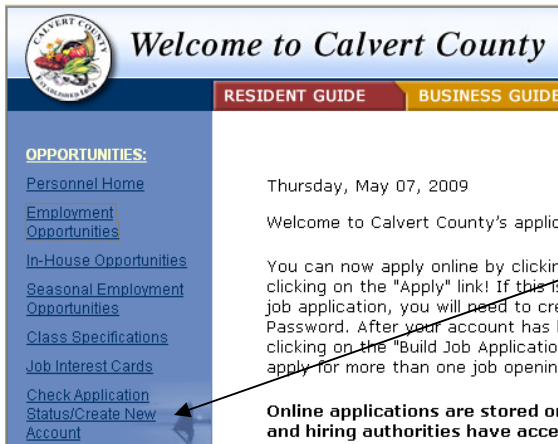 CALVERT COUNTY
ESTABLISHED 1654
Welcome to Calvert County
RESIDENT GUIDE
BUSINESS GUIDE
OPPORTUNITIES:
Personnel Home
Employment
Opportunities
In-House Opportunities
Seasonal Employment
Opportunities
Class Specifications
Job Interest Cards
Check Application
Status/Create New
Account
Thursday, May 07, 2009
Welcome to Calvert County's applic
You can now apply online by clickin
clicking on the "Apply" link! If this i
job application, you will need to cre
Password. After your account has
clicking on the "Build Job Applicatio
apply for more than one job openin
Online applications are stored o
and hiring authorities have acce